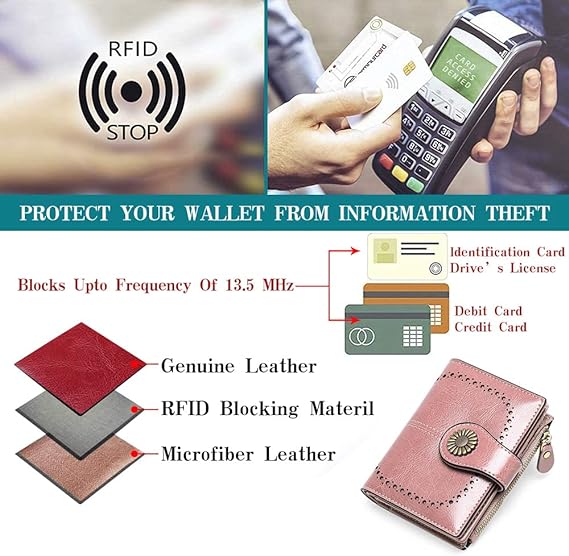 RFID
STOP
CARD
ACCESS
DENIED
PROTECT YOUR WALLET FROM INFORMATION THEFT
Identification Card
Drive's License
Blocks Upto Frequency Of 13.5 MHz
Debit Card
Credit Card
Genuine Leather
RFID Blocking Materil
Microfiber Leather